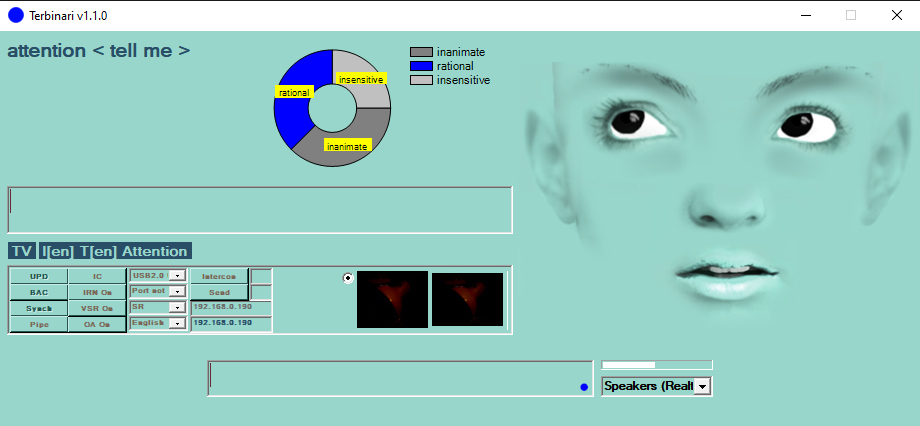 Terbinari v1.1.0
attention < tell me >
inanimate
rational
insensitive
insensitive
rational
inanimate
TV I[en] T[en] Attention
UPD IC USB2.0 Intercon
BAC IRN On Port not Send
Synch VSR On SR 192.168.0.190
Pipe OA On English 192.168.0.190
Speakers (Realt